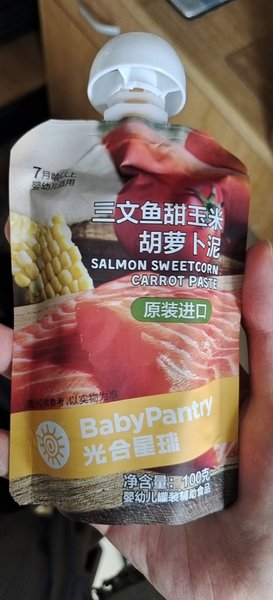 7月龄以上
婴幼儿适用
三文鱼甜玉米
胡萝卜泥
SALMON SWEETCORN
CARROT PASTE
原装进口
图片仅供参考,以实物为准
BabyPantry
光合星球
净含量：100克
婴幼儿罐装辅助食品